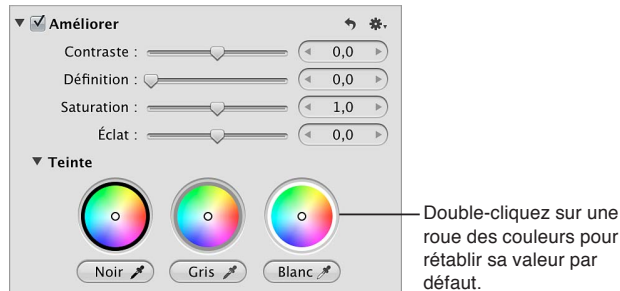 Améliorer
Contraste : 0,0
Définition : 0,0
Saturation : 1,0
Éclat : 0,0
Teinte
Noir Gris Blanc
Double-cliquez sur une
roue des couleurs pour
rétablir sa valeur par
défaut.